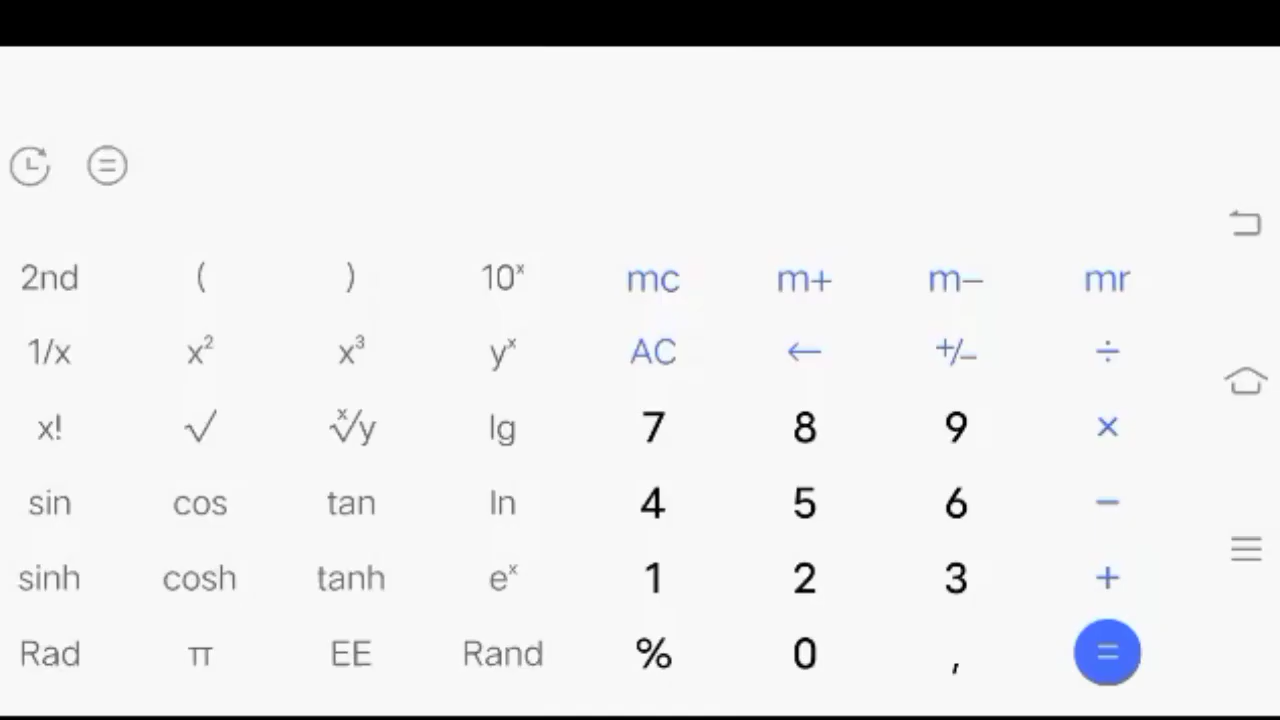 2nd ( ) 10ˣ mc m+ m− mr
1/x x² x³ yˣ AC ← +/− ÷
x! √ ˣ√y lg 7 8 9 ×
sin cos tan ln 4 5 6 −
sinh cosh tanh eˣ 1 2 3 +
Rad π EE Rand % 0 , =